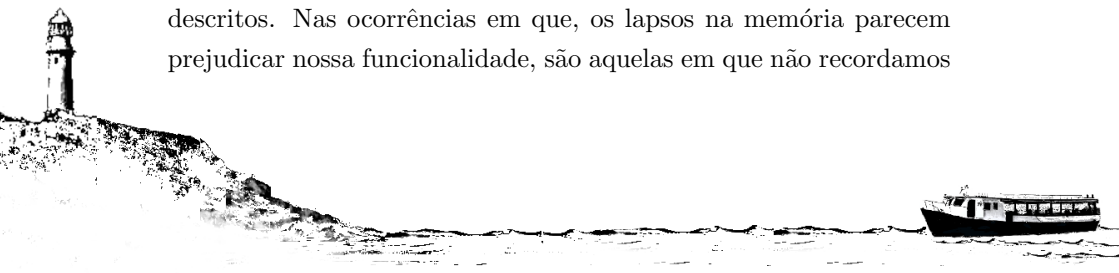 descritos. Nas ocorrências em que, os lapsos na memória parecem
prejudicar nossa funcionalidade, são aquelas em que não recordamos